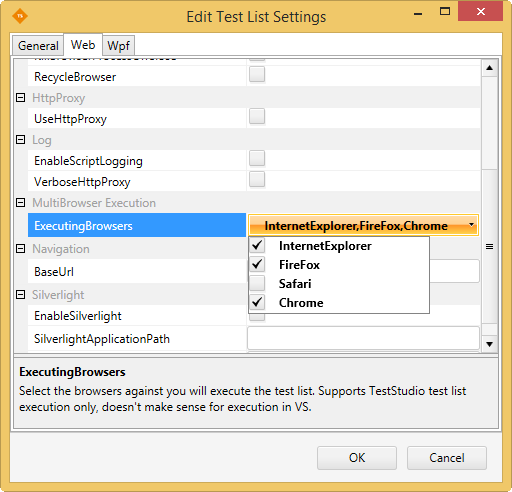 Edit Test List Settings
General Web Wpf
RecycleBrowser
HttpProxy
UseHttpProxy
Log
EnableScriptLogging
VerboseHttpProxy
MultiBrowser Execution
ExecutingBrowsers InternetExplorer,FireFox,Chrome
InternetExplorer
Navigation
FireFox
BaseUrl
Safari
Silverlight
Chrome
EnableSilverlight
SilverlightApplicationPath
ExecutingBrowsers
Select the browsers against you will execute the test list. Supports TestStudio test list
execution only, doesn't make sense for execution in VS.
OK Cancel